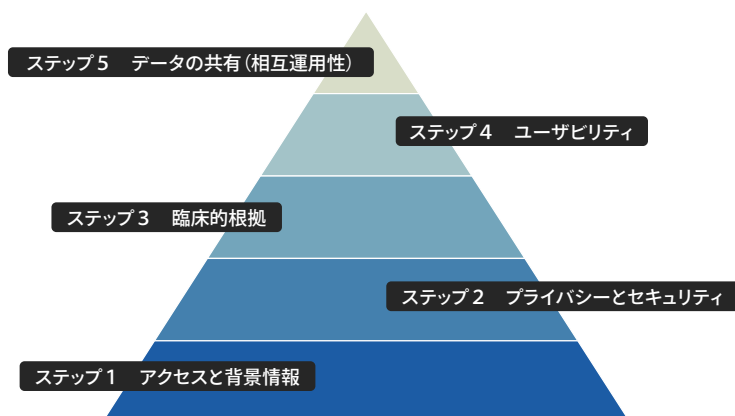 ステップ5　データの共有(相互運用性)
ステップ4　ユーザビリティ
ステップ3　臨床的根拠
ステップ2　プライバシーとセキュリティ
ステップ1　アクセスと背景情報